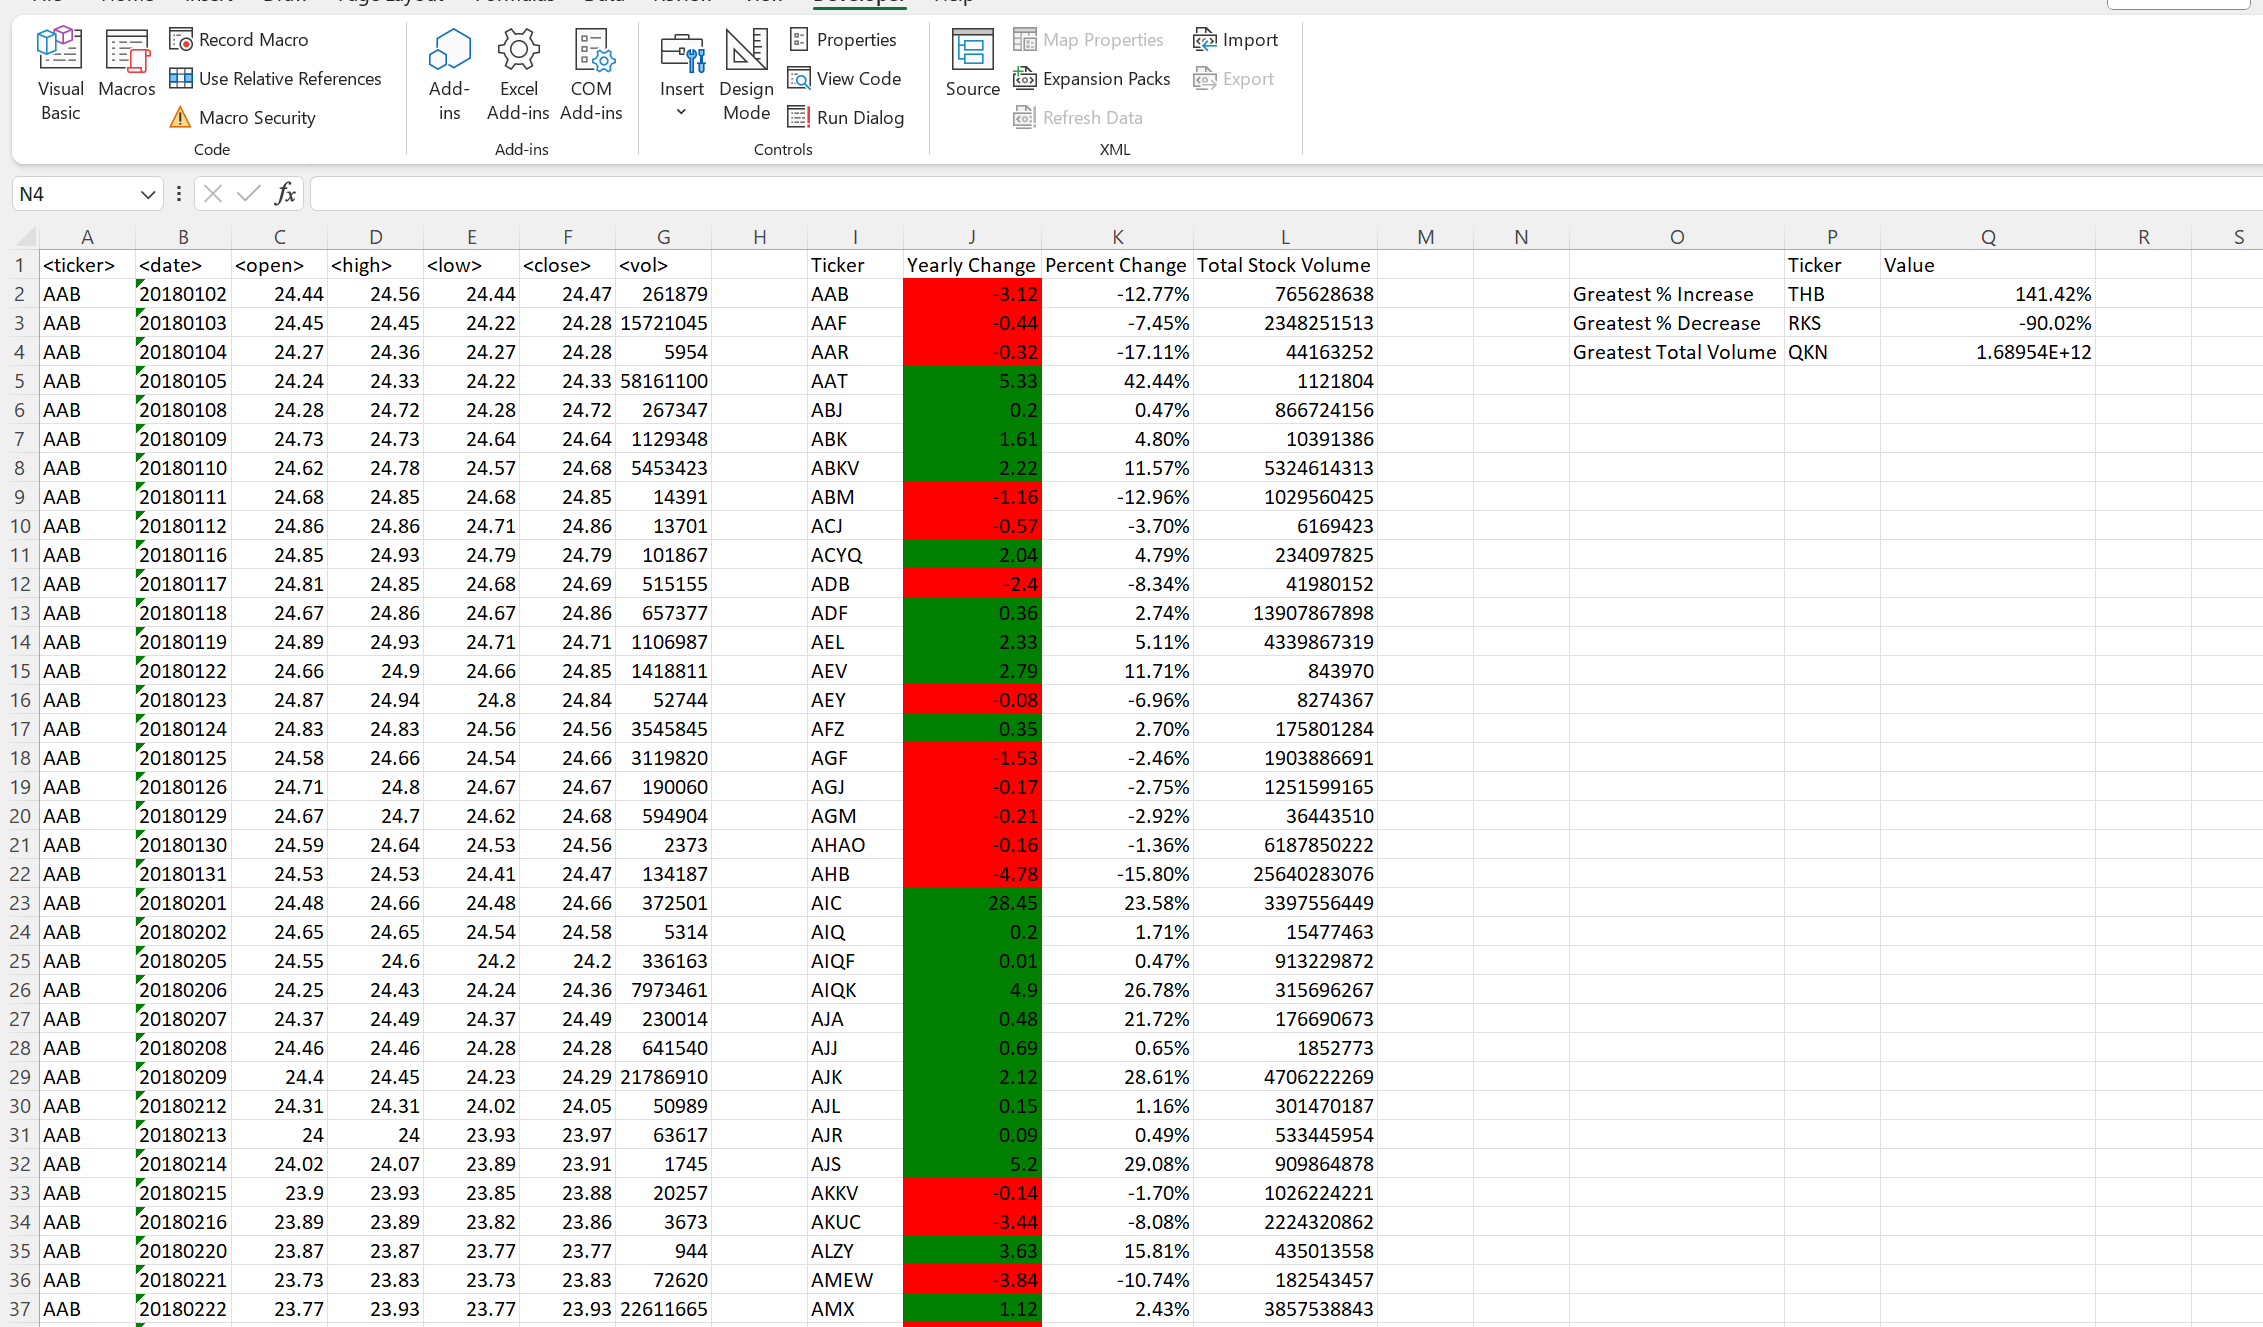 File Home Insert Draw Page Layout Formulas Data Review View Developer Help
Visual Basic Macros Record Macro Use Relative References Macro Security Code
Add-ins Excel Add-ins COM Add-ins Add-ins
Insert Design Mode Properties View Code Run Dialog Controls
Source Map Properties Expansion Packs Refresh Data Import Export XML
N4 fx
A B C D E F G H I J K L M N O P Q R S
1 <ticker> <date> <open> <high> <low> <close> <vol> Ticker Yearly Change Percent Change Total Stock Volume Ticker Value
2 AAB 20180102 24.44 24.56 24.44 24.47 261879 AAB -3.12 -12.77% 765628638 Greatest % Increase THB 141.42%
3 AAB 20180103 24.45 24.45 24.22 24.28 15721045 AAF -0.44 -7.45% 2348251513 Greatest % Decrease RKS -90.02%
4 AAB 20180104 24.27 24.36 24.27 24.28 5954 AAR -0.32 -17.11% 44163252 Greatest Total Volume QKN 1.68954E+12
5 AAB 20180105 24.24 24.33 24.22 24.33 58161100 AAT 5.33 42.44% 1121804
6 AAB 20180108 24.28 24.72 24.28 24.72 267347 ABJ 0.2 0.47% 866724156
7 AAB 20180109 24.73 24.73 24.64 24.64 1129348 ABK 1.61 4.80% 10391386
8 AAB 20180110 24.62 24.78 24.57 24.68 5453423 ABKV 2.22 11.57% 5324614313
9 AAB 20180111 24.68 24.85 24.68 24.85 14391 ABM -1.16 -12.96% 1029560425
10 AAB 20180112 24.86 24.86 24.71 24.86 13701 ACJ -0.57 -3.70% 6169423
11 AAB 20180116 24.85 24.93 24.79 24.79 101867 ACYQ 2.04 4.79% 234097825
12 AAB 20180117 24.81 24.85 24.68 24.69 515155 ADB -2.4 -8.34% 41980152
13 AAB 20180118 24.67 24.86 24.67 24.86 657377 ADF 0.36 2.74% 13907867898
14 AAB 20180119 24.89 24.93 24.71 24.71 1106987 AEL 2.33 5.11% 4339867319
15 AAB 20180122 24.66 24.9 24.66 24.85 1418811 AEV 2.79 11.71% 843970
16 AAB 20180123 24.87 24.94 24.8 24.84 52744 AEY -0.08 -6.96% 8274367
17 AAB 20180124 24.83 24.83 24.56 24.56 3545845 AFZ 0.35 2.70% 175801284
18 AAB 20180125 24.58 24.66 24.54 24.66 3119820 AGF -1.53 -2.46% 1903886691
19 AAB 20180126 24.71 24.8 24.67 24.67 190060 AGJ -0.17 -2.75% 1251599165
20 AAB 20180129 24.67 24.7 24.62 24.68 594904 AGM -0.21 -2.92% 36443510
21 AAB 20180130 24.59 24.64 24.53 24.56 2373 AHAO -0.16 -1.36% 6187850222
22 AAB 20180131 24.53 24.53 24.41 24.47 134187 AHB -4.78 -15.80% 25640283076
23 AAB 20180201 24.48 24.66 24.48 24.66 372501 AIC 28.45 23.58% 3397556449
24 AAB 20180202 24.65 24.65 24.54 24.58 5314 AIQ 0.2 1.71% 15477463
25 AAB 20180205 24.55 24.6 24.2 24.2 336163 AIQF 0.01 0.47% 913229872
26 AAB 20180206 24.25 24.43 24.24 24.36 7973461 AIQK 4.9 26.78% 315696267
27 AAB 20180207 24.37 24.49 24.37 24.49 230014 AJA 0.48 21.72% 176690673
28 AAB 20180208 24.46 24.46 24.28 24.28 641540 AJJ 0.69 0.65% 1852773
29 AAB 20180209 24.4 24.45 24.23 24.29 21786910 AJK 2.12 28.61% 4706222269
30 AAB 20180212 24.31 24.31 24.02 24.05 50989 AJL 0.15 1.16% 301470187
31 AAB 20180213 24 24 23.93 23.97 63617 AJR 0.09 0.49% 533445954
32 AAB 20180214 24.02 24.07 23.89 23.91 1745 AJS 5.2 29.08% 909864878
33 AAB 20180215 23.9 23.93 23.85 23.88 20257 AKKV -0.14 -1.70% 1026224221
34 AAB 20180216 23.89 23.89 23.82 23.86 3673 AKUC -3.44 -8.08% 2224320862
35 AAB 20180220 23.87 23.87 23.77 23.77 944 ALZY 3.63 15.81% 435013558
36 AAB 20180221 23.73 23.83 23.73 23.83 72620 AMEW -3.84 -10.74% 182543457
37 AAB 20180222 23.77 23.93 23.77 23.93 22611665 AMX 1.12 2.43% 3857538843